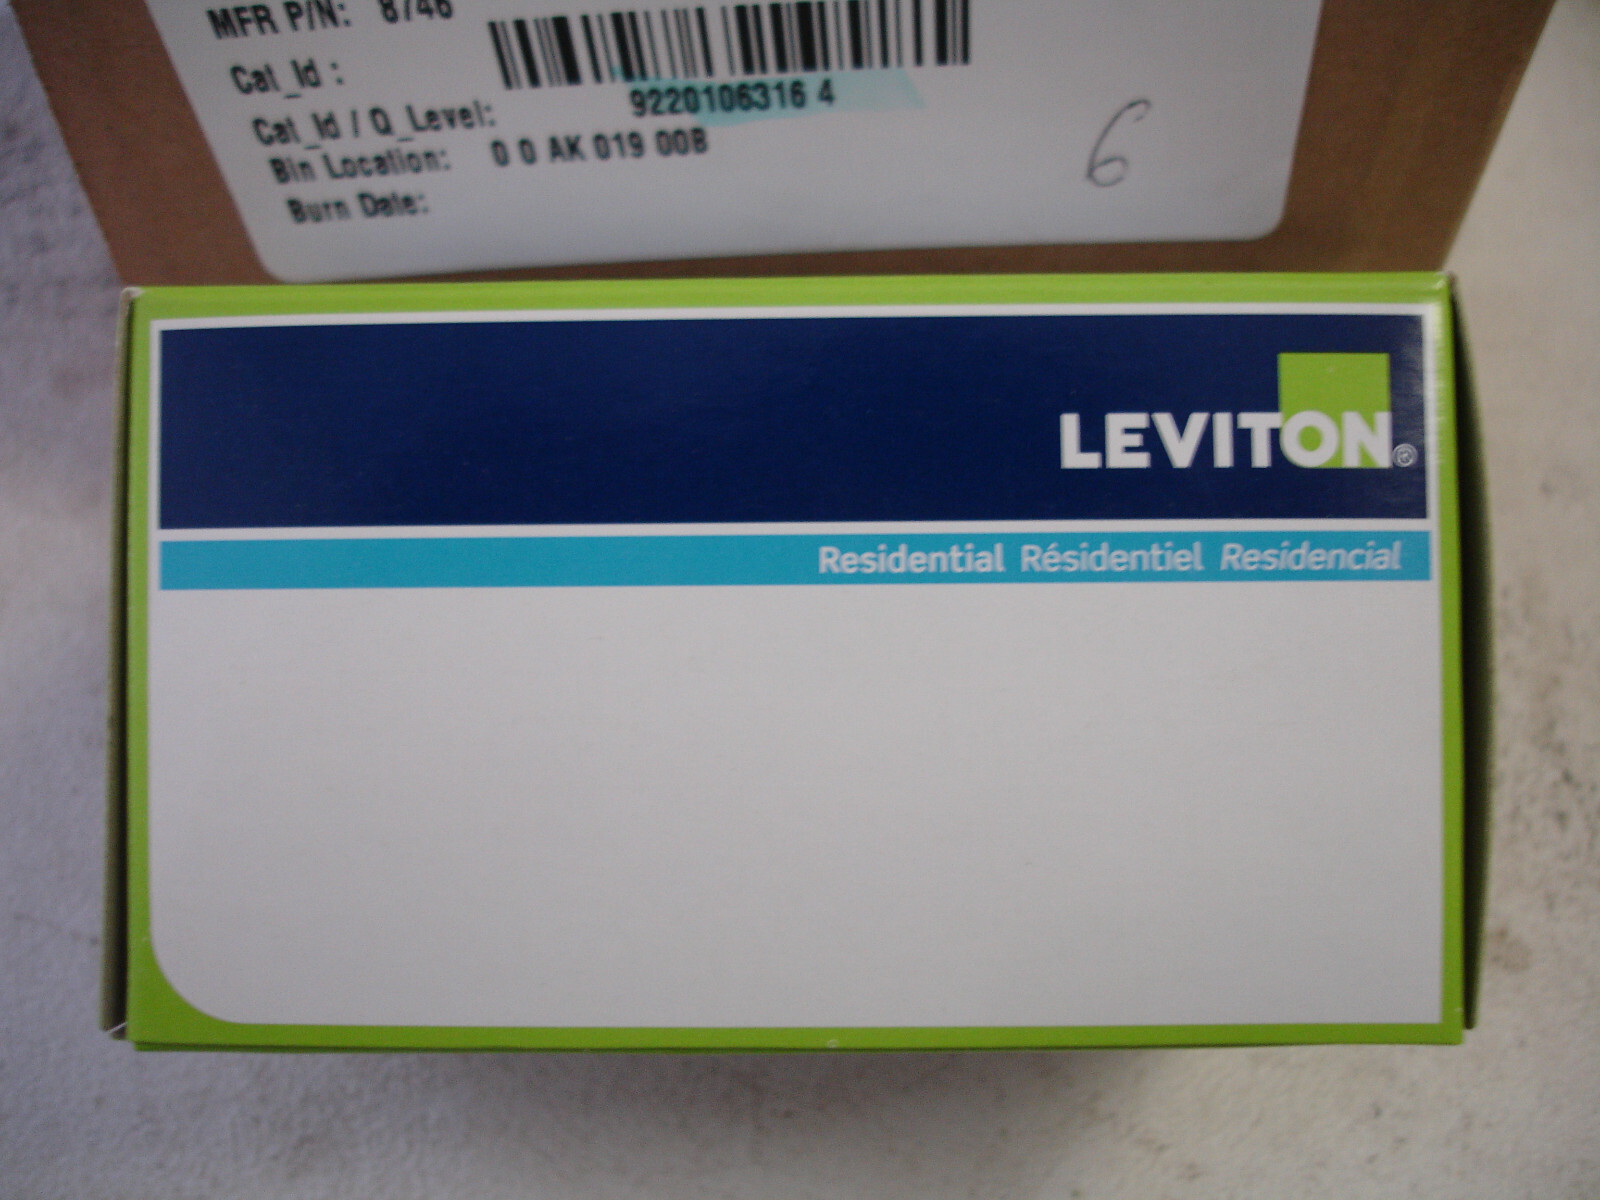 MFR P/N: 8746
Cat_Id :
Cat_Id / Q_Level: 9220106316 4
Bin Location: 0 0 AK 019 00B
Burn Date:
6
LEVITON®
Residential Résidentiel Residencial